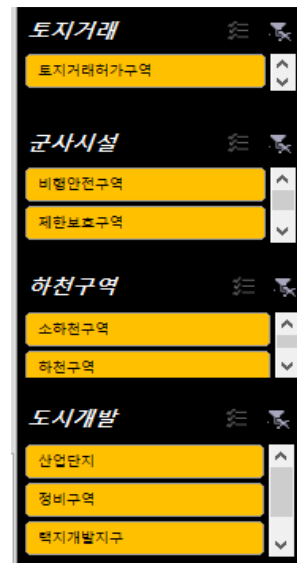 토지거래
토지거래허가구역
군사시설
비행안전구역
제한보호구역
하천구역
소하천구역
하천구역
도시개발
산업단지
정비구역
택지개발지구